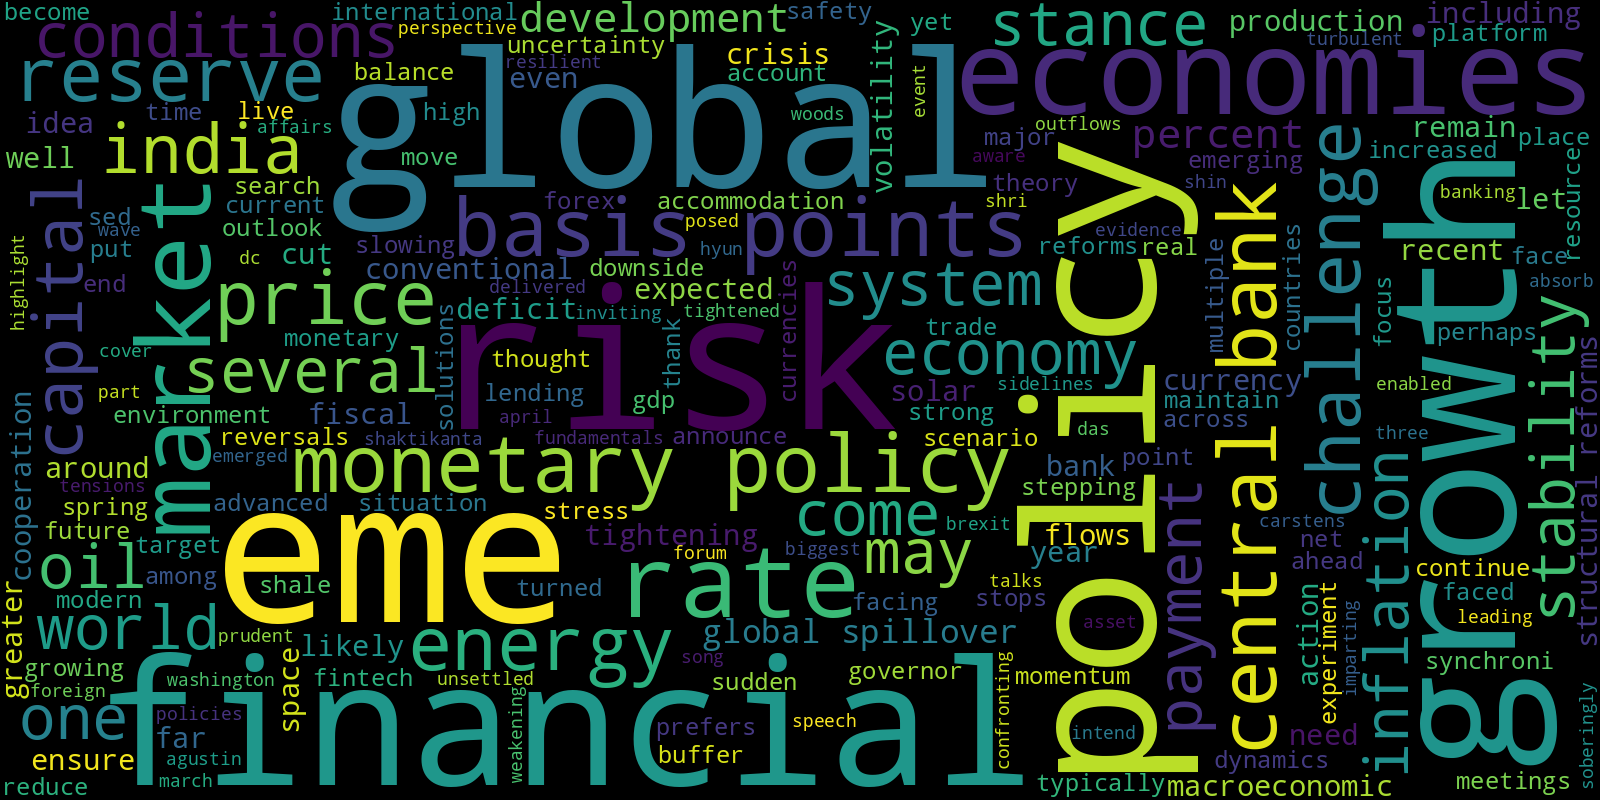 become
international
perspective
development
safety
yet
stance
production
including
turbulent
platform
conditions
uncertainty
resilient
crisis
volatility
economies
reserve
balance
even
account
event
global
time
live
high
woods
major
outflows
percent
remain
place
idea
affairs
india
move
aware
emerging
increased
well
search
theory
shin
banking
let
resource
capital
market
current
forex
accommodation
shri
sed
wave
outlook
basis points
posed
evidence
put
slowing
hyun
reforms
real
recent
face
highlight
dc
cut
conventional
downside
system
policy
central bank
multiple
countries
challenge
focus
growth
absorb
end
price
delivered
expected
currencies
deficit
inviting
tightened
trade
perhaps
monetary
solutions
risk
thank
economy
cover
several
thought
currency
stability
structural reforms
part
lending
gdp
solar
sidelines
maintain
enabled
environment
fiscal
april
strong
across
das
cooperation
reversals
shaktikanta
fundamentals
announce
scenario
three
around
emerged
monetary policy
bank
point
tensions
stepping
spring
advanced
situation
stress
come
payment
inflation
future
tightening
brexit
carstens
target
flows
net
oil
forum
biggest
may
year
ahead
among
eme
continue
modern
shale
turned
rate
talks
stops
action
experiment
imparting
faced
greater
facing
leading
world
prudent
likely
energy
global spillover
asset
need
growing
song
synchroni
foreign
washington
space
fintech
unsettled
sudden
governor
confronting
momentum
soberingly
one
policies
financial
weakening
prefers
speech
intend
far
ensure
agustin
buffer
dynamics
reduce
march
typically
macroeconomic
meetings